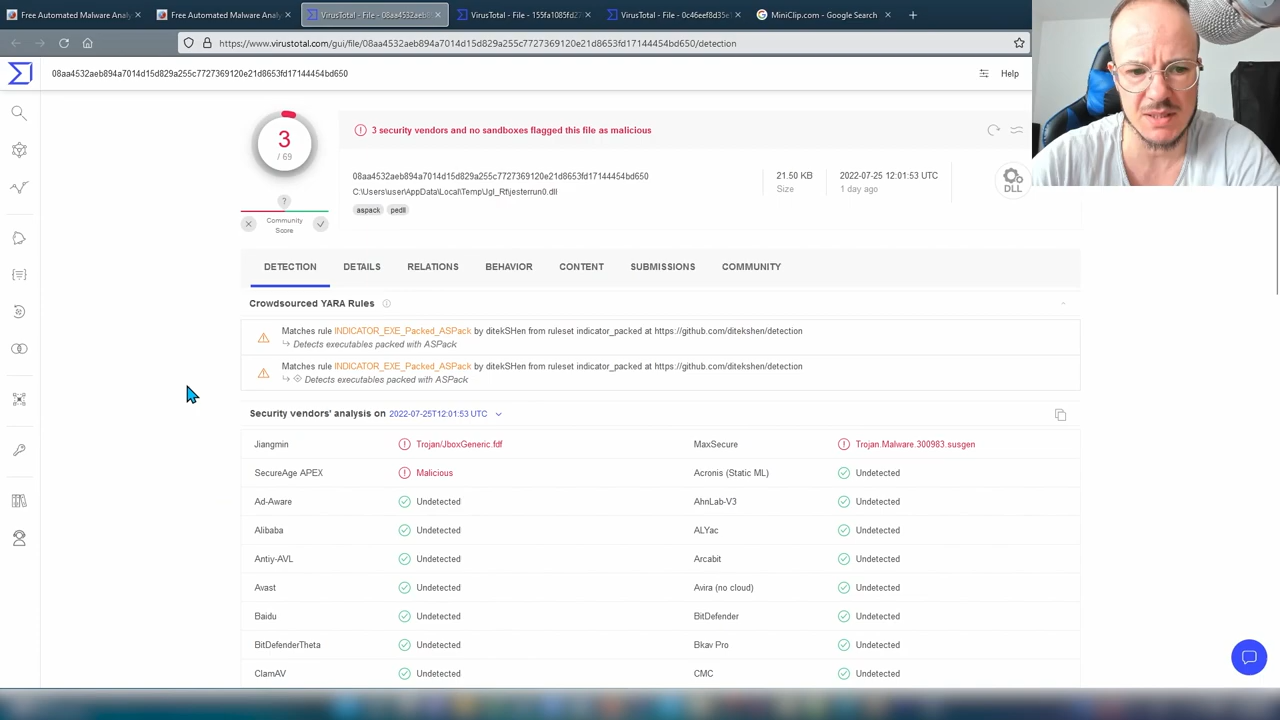 Free Automated Malware Analy
Free Automated Malware Analy
VirusTotal - File - 08aa4532aeb89
VirusTotal - File - 155fa1085fd27
VirusTotal - File - 0c46eef8d35e1
MiniClip.com - Google Search
https://www.virustotal.com/gui/file/08aa4532aeb894a7014d15d829a255c7727369120e21d8653fd17144454bd650/detection
08aa4532aeb894a7014d15d829a255c7727369120e21d8653fd17144454bd650
Help
3
/ 69
3 security vendors and no sandboxes flagged this file as malicious
08aa4532aeb894a7014d15d829a255c7727369120e21d8653fd17144454bd650
C:\Users\user\AppData\Local\Temp\Jgl_Rt\jesterrun0.dll
aspack pedll
21.50 KB
Size
2022-07-25 12:01:53 UTC
1 day ago
DLL
?
Community
Score
DETECTION DETAILS RELATIONS BEHAVIOR CONTENT SUBMISSIONS COMMUNITY
Crowdsourced YARA Rules
Matches rule INDICATOR_EXE_Packed_ASPack by ditekSHen from ruleset indicator_packed at https://github.com/ditekshen/detection
Detects executables packed with ASPack
Matches rule INDICATOR_EXE_Packed_ASPack by ditekSHen from ruleset indicator_packed at https://github.com/ditekshen/detection
Detects executables packed with ASPack
Security vendors' analysis on 2022-07-25T12:01:53 UTC
Jiangmin Trojan/JboxGeneric.fdf MaxSecure Trojan.Malware.300983.susgen
SecureAge APEX Malicious Acronis (Static ML) Undetected
Ad-Aware Undetected AhnLab-V3 Undetected
Alibaba Undetected ALYac Undetected
Antiy-AVL Undetected Arcabit Undetected
Avast Undetected Avira (no cloud) Undetected
Baidu Undetected BitDefender Undetected
BitDefenderTheta Undetected Bkav Pro Undetected
ClamAV Undetected CMC Undetected